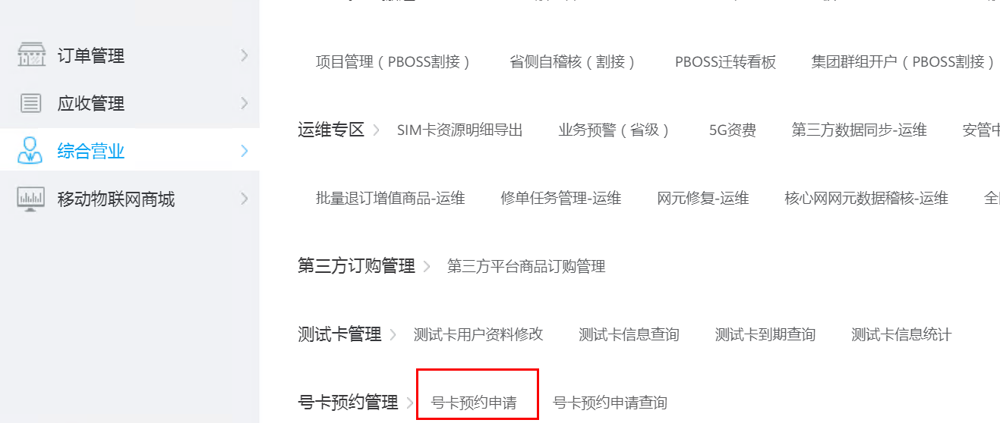 订单管理
应收管理
综合营业
移动物联网商城
项目管理（PBOSS割接） 省侧自稽核（割接） PBOSS迁转看板 集团群组开户（PBOSS割接）
运维专区 SIM卡资源明细导出 业务预警（省级） 5G资费 第三方数据同步-运维 安管中
批量退订增值商品-运维 修单任务管理-运维 网元修复-运维 核心网网元数据稽核-运维 全
第三方订购管理 第三方平台商品订购管理
测试卡管理 测试卡用户资料修改 测试卡信息查询 测试卡到期查询 测试卡信息统计
号卡预约管理 号卡预约申请 号卡预约申请查询